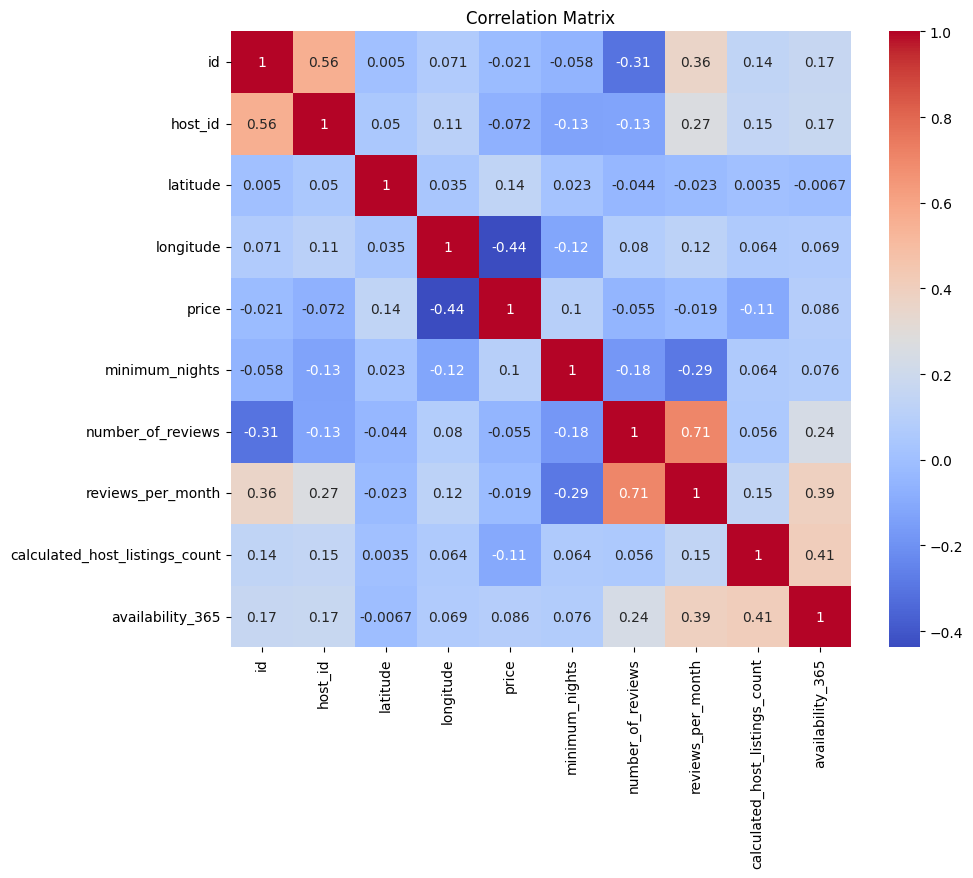 Correlation Matrix
id 1 0.56 0.005 0.071 -0.021 -0.058 -0.31 0.36 0.14 0.17
host_id 0.56 1 0.05 0.11 -0.072 -0.13 -0.13 0.27 0.15 0.17
latitude 0.005 0.05 1 0.035 0.14 0.023 -0.044 -0.023 0.0035 -0.0067
longitude 0.071 0.11 0.035 1 -0.44 -0.12 0.08 0.12 0.064 0.069
price -0.021 -0.072 0.14 -0.44 1 0.1 -0.055 -0.019 -0.11 0.086
minimum_nights -0.058 -0.13 0.023 -0.12 0.1 1 -0.18 -0.29 0.064 0.076
number_of_reviews -0.31 -0.13 -0.044 0.08 -0.055 -0.18 1 0.71 0.056 0.24
reviews_per_month 0.36 0.27 -0.023 0.12 -0.019 -0.29 0.71 1 0.15 0.39
calculated_host_listings_count 0.14 0.15 0.0035 0.064 -0.11 0.064 0.056 0.15 1 0.41
availability_365 0.17 0.17 -0.0067 0.069 0.086 0.076 0.24 0.39 0.41 1
id
host_id
latitude
longitude
price
minimum_nights
number_of_reviews
reviews_per_month
calculated_host_listings_count
availability_365
1.0
0.8
0.6
0.4
0.2
0.0
−0.2
−0.4